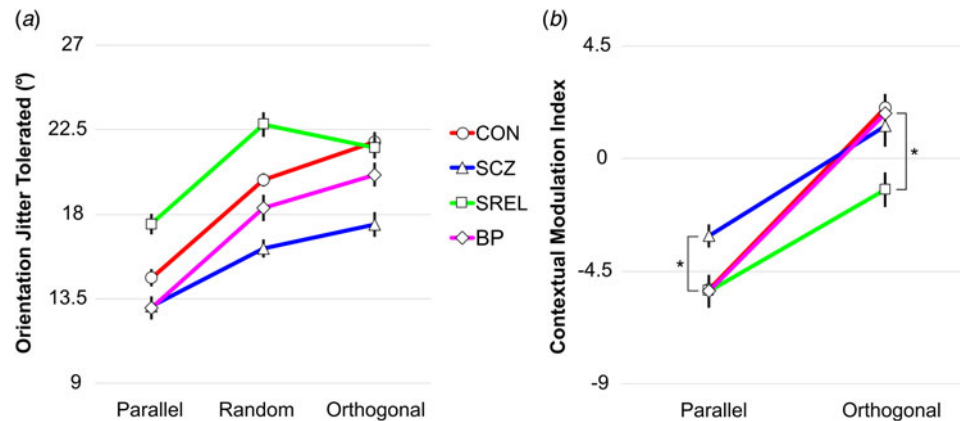 (a)
Orientation Jitter Tolerated (°)
27
22.5
18
13.5
9
Parallel Random Orthogonal
CON
SCZ
SREL
BP
(b)
Contextual Modulation Index
4.5
0
-4.5
-9
*
*
Parallel Orthogonal